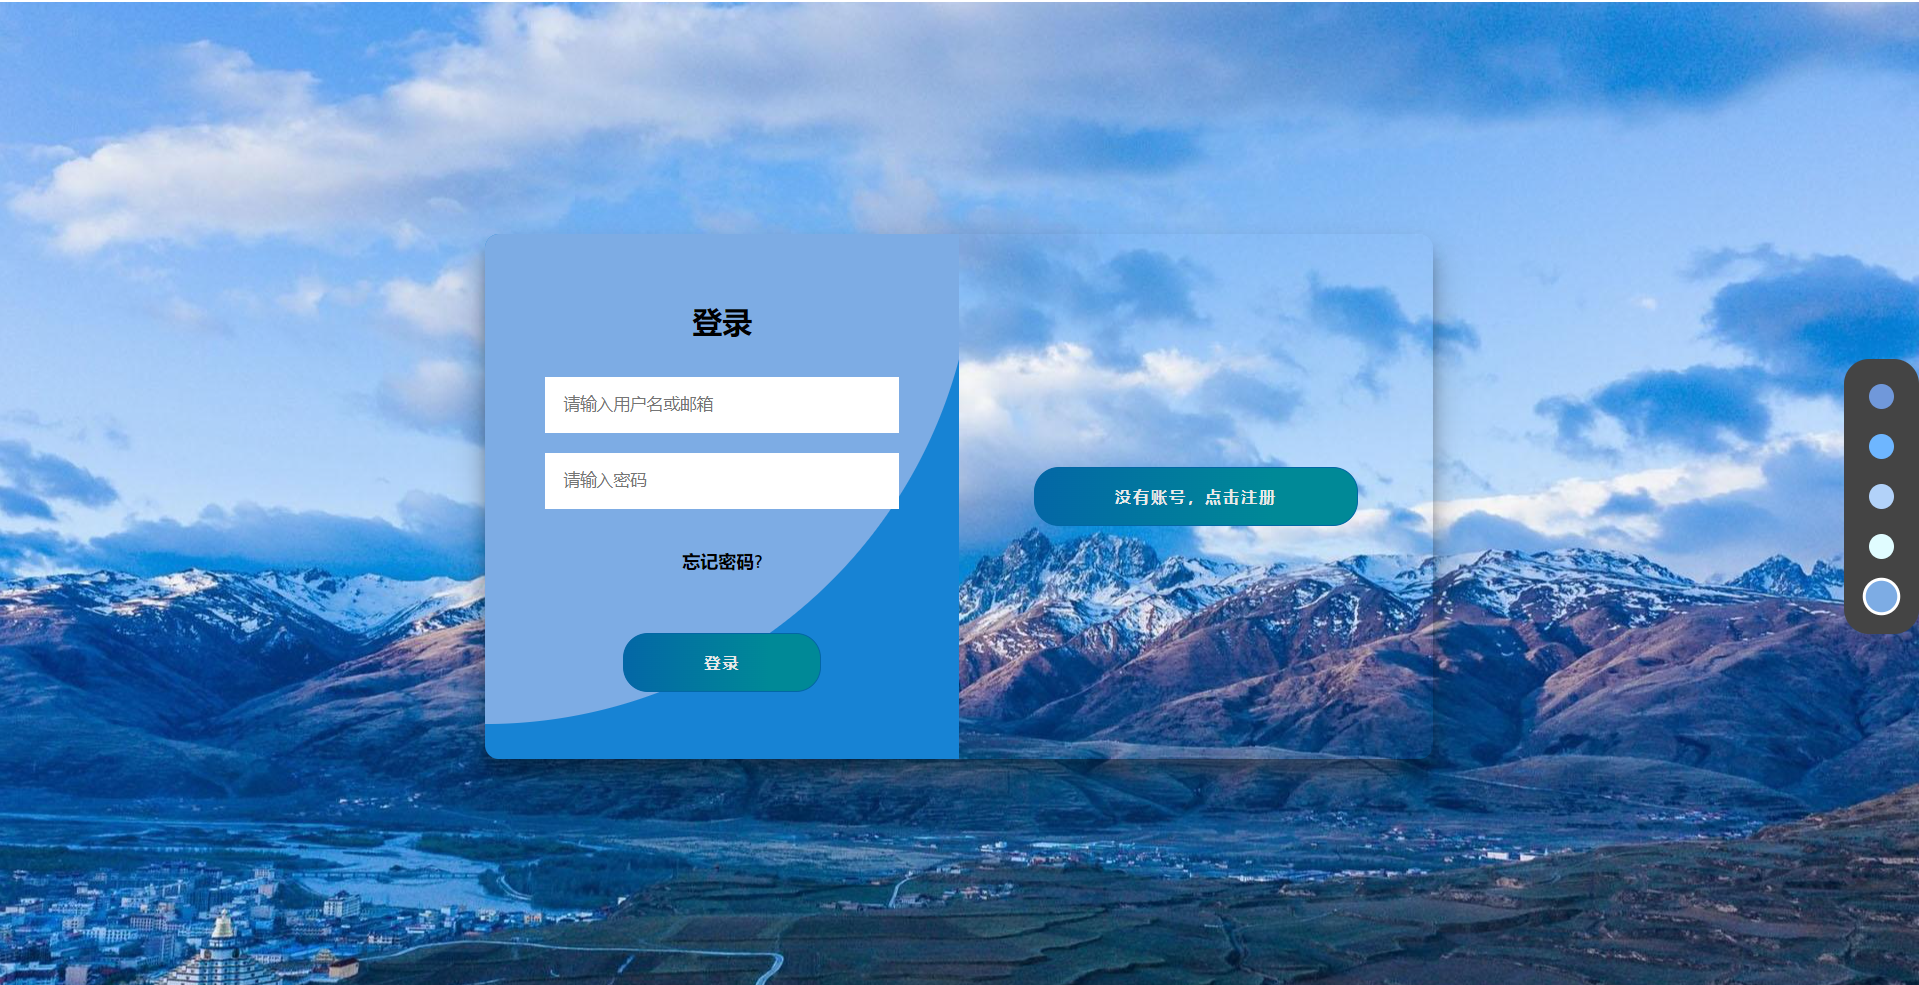 登录
请输入用户名或邮箱
请输入密码
忘记密码?
登录
没有账号，点击注册